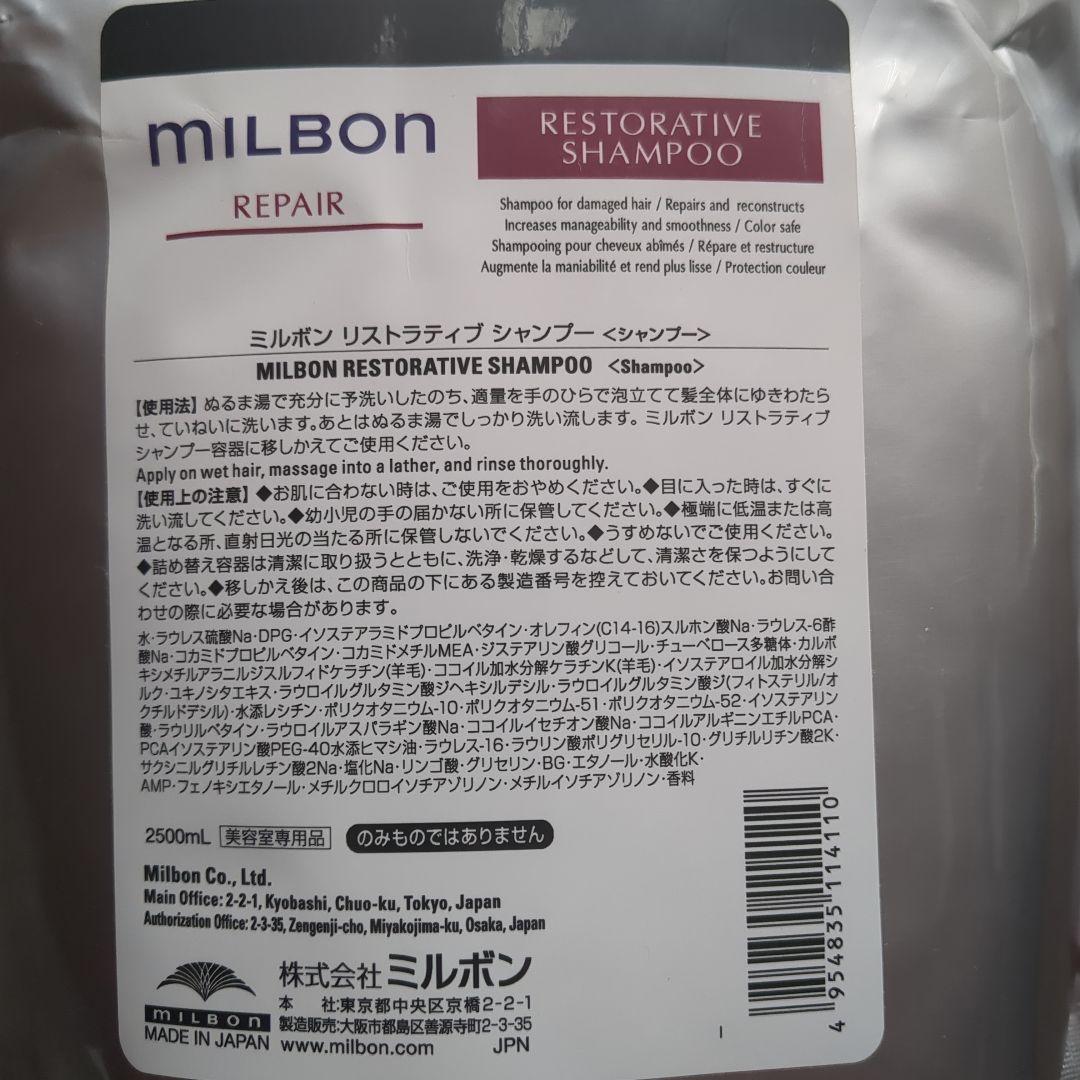 MILBON
REPAIR
RESTORATIVE
SHAMPOO
Shampoo for damaged hair / Repairs and reconstructs
Increases manageability and smoothness / Color safe
Shampooing pour cheveux abîmés / Répare et restructure
Augmente la maniabilité et rend plus lisse / Protection couleur
ミルボン リストラティブ シャンプー <シャンプー>
MILBON RESTORATIVE SHAMPOO <Shampoo>
【使用法】ぬるま湯で充分に予洗いしたのち、適量を手のひらで泡立てて髪全体にゆきわたら
せ、ていねいに洗います。あとはぬるま湯でしっかり洗い流します。ミルボン リストラティブ
シャンプー容器に移しかえてご使用ください。
Apply on wet hair, massage into a lather, and rinse thoroughly.
【使用上の注意】◆お肌に合わない時は、ご使用をおやめください。◆目に入った時は、すぐに
洗い流してください。◆幼小児の手の届かない所に保管してください。◆極端に低温または高
温となる所、直射日光の当たる所に保管しないでください。◆うすめないでご使用ください。
◆詰め替え容器は清潔に取り扱うとともに、洗浄・乾燥するなどして、清潔さを保つようにして
ください。◆移しかえ後は、この商品の下にある製造番号を控えておいてください。お問い合
わせの際に必要な場合があります。
水・ラウレス硫酸Na・DPG・イソステアラミドプロピルベタイン・オレフィン(C14-16)スルホン酸Na・ラウレス-6酢
酸Na・コカミドプロピルベタイン・コカミドメチルMEA・ジステアリン酸グリコール・チューベロース多糖体・カルボ
キシメチルアラニルジスルフィドケラチン(羊毛)・ココイル加水分解ケラチンK(羊毛)・イソステアロイル加水分解シ
ルク・ユキノシタエキス・ラウロイルグルタミン酸ジヘキシルデシル・ラウロイルグルタミン酸ジ(フィトステリル/オ
クチルドデシル)・水添レシチン・ポリクオタニウム-10・ポリクオタニウム-51・ポリクオタニウム-52・イソステアリン
酸・ラウリルベタイン・ラウロイルアスパラギン酸Na・ココイルイセチオン酸Na・ココイルアルギニンエチルPCA・
PCAイソステアリン酸PEG-40水添ヒマシ油・ラウレス-16・ラウリン酸ポリグリセリル-10・グリチルリチン酸2K・
サクシニルグリチルレチン酸2Na・塩化Na・リンゴ酸・グリセリン・BG・エタノール・水酸化K・
AMP・フェノキシエタノール・メチルクロロイソチアゾリノン・メチルイソチアゾリノン・香料
2500mL 美容室専用品 のみものではありません
Milbon Co., Ltd.
Main Office: 2-2-1, Kyobashi, Chuo-ku, Tokyo, Japan
Authorization Office: 2-3-35, Zengenji-cho, Miyakojima-ku, Osaka, Japan
MILBON
MADE IN JAPAN
株式会社 ミルボン
本 社:東京都中央区京橋2-2-1
製造販売:大阪市都島区善源寺町2-3-35
www.milbon.com JPN
I
4 954835 114110